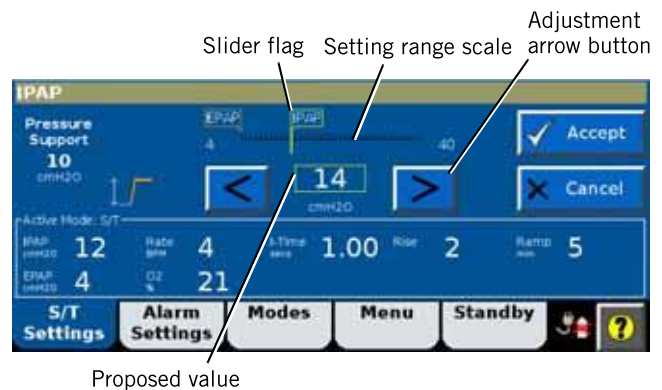 Adjustment
arrow button
Slider flag
Setting range scale
IPAP
Pressure
Support
10
cmH2O
EPAP
IPAP
4
40
Accept
<
14
cmH2O
>
Cancel
Active Mode: S/T
IPAP
cmH2O
12
Rate
BPM
4
I-Time
secs
1.00
Rise
2
Ramp
min
5
EPAP
cmH2O
4
O2
%
21
S/T
Settings
Alarm
Settings
Modes
Menu
Standby
?
Proposed value